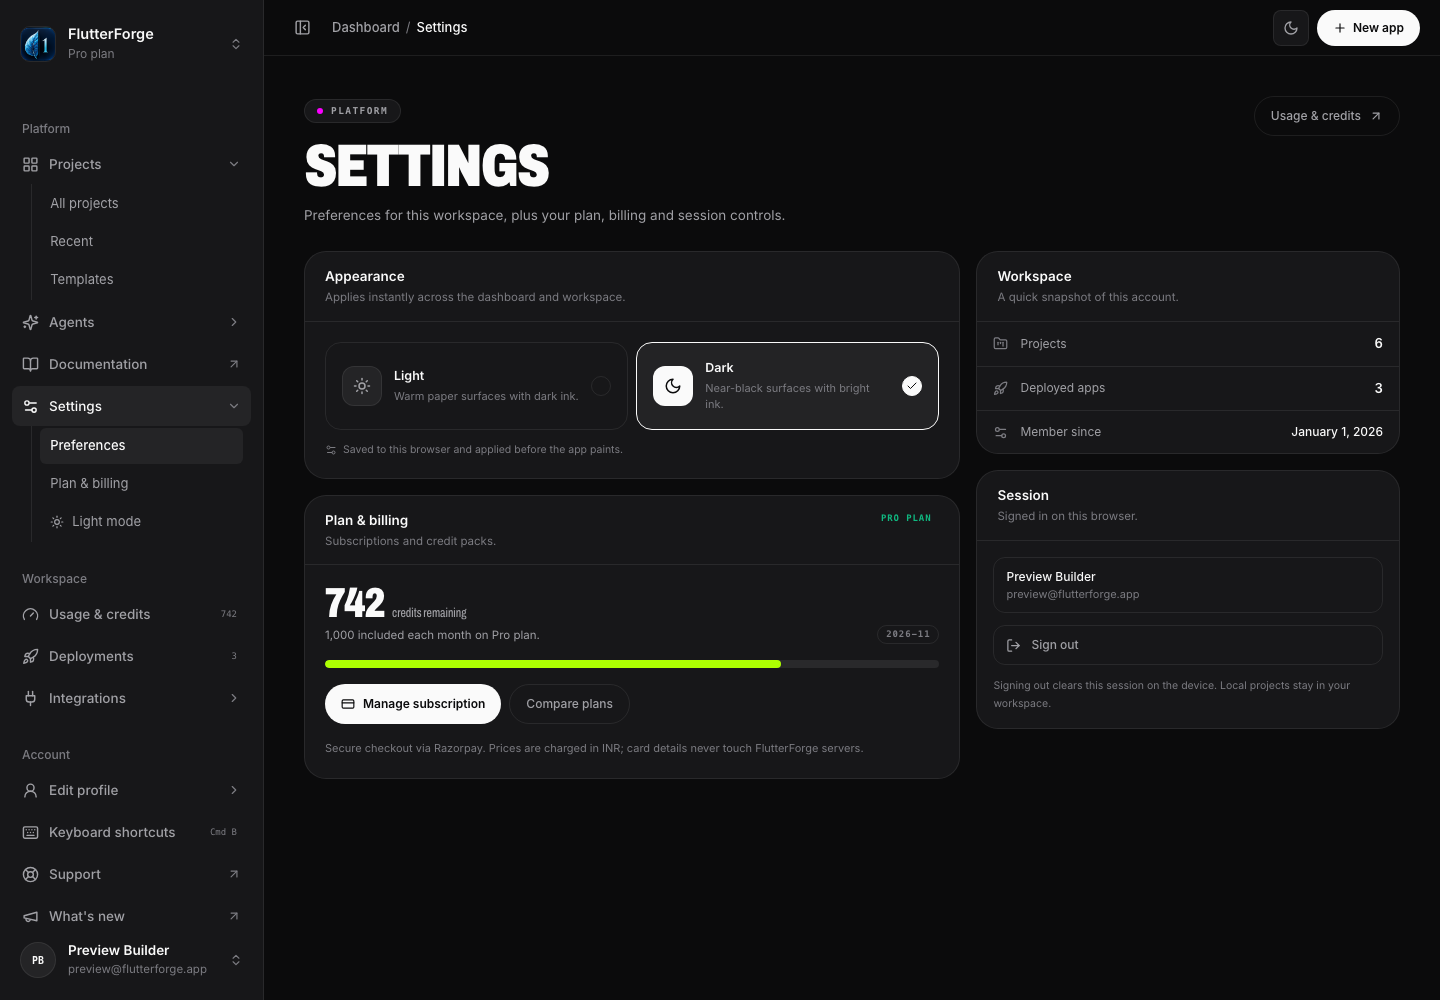 FlutterForge
Pro plan
Platform
Projects
All projects
Recent
Templates
Agents
Documentation
Settings
Preferences
Plan & billing
Light mode
Workspace
Usage & credits 742
Deployments 3
Integrations
Account
Edit profile
Keyboard shortcuts Cmd B
Support
What's new
PB
Preview Builder
preview@flutterforge.app
Dashboard / Settings
New app
PLATFORM
Usage & credits
SETTINGS
Preferences for this workspace, plus your plan, billing and session controls.
Appearance
Applies instantly across the dashboard and workspace.
Light
Warm paper surfaces with dark ink.
Dark
Near-black surfaces with bright
ink.
Saved to this browser and applied before the app paints.
Plan & billing
PRO PLAN
Subscriptions and credit packs.
742 credits remaining
1,000 included each month on Pro plan.
2026-11
Manage subscription
Compare plans
Secure checkout via Razorpay. Prices are charged in INR; card details never touch FlutterForge servers.
Workspace
A quick snapshot of this account.
Projects 6
Deployed apps 3
Member since January 1, 2026
Session
Signed in on this browser.
Preview Builder
preview@flutterforge.app
Sign out
Signing out clears this session on the device. Local projects stay in your
workspace.